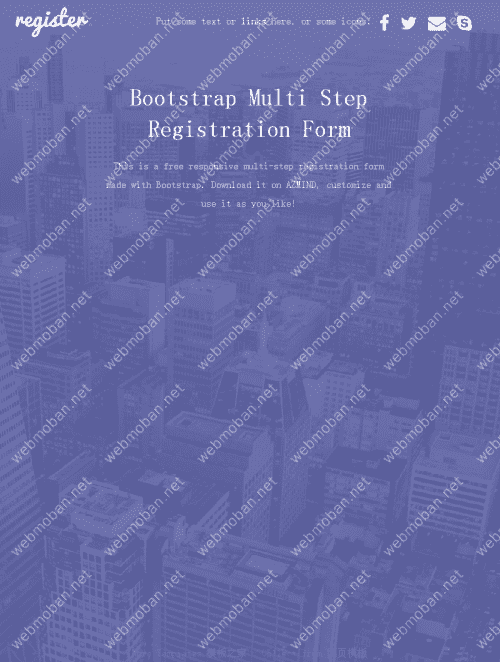 register
Put some text or links here, or some icons:
Bootstrap Multi Step
Registration Form
This is a free responsive multi-step registration form
made with Bootstrap. Download it on AZMIND, customize and
use it as you like!
webmoban.net